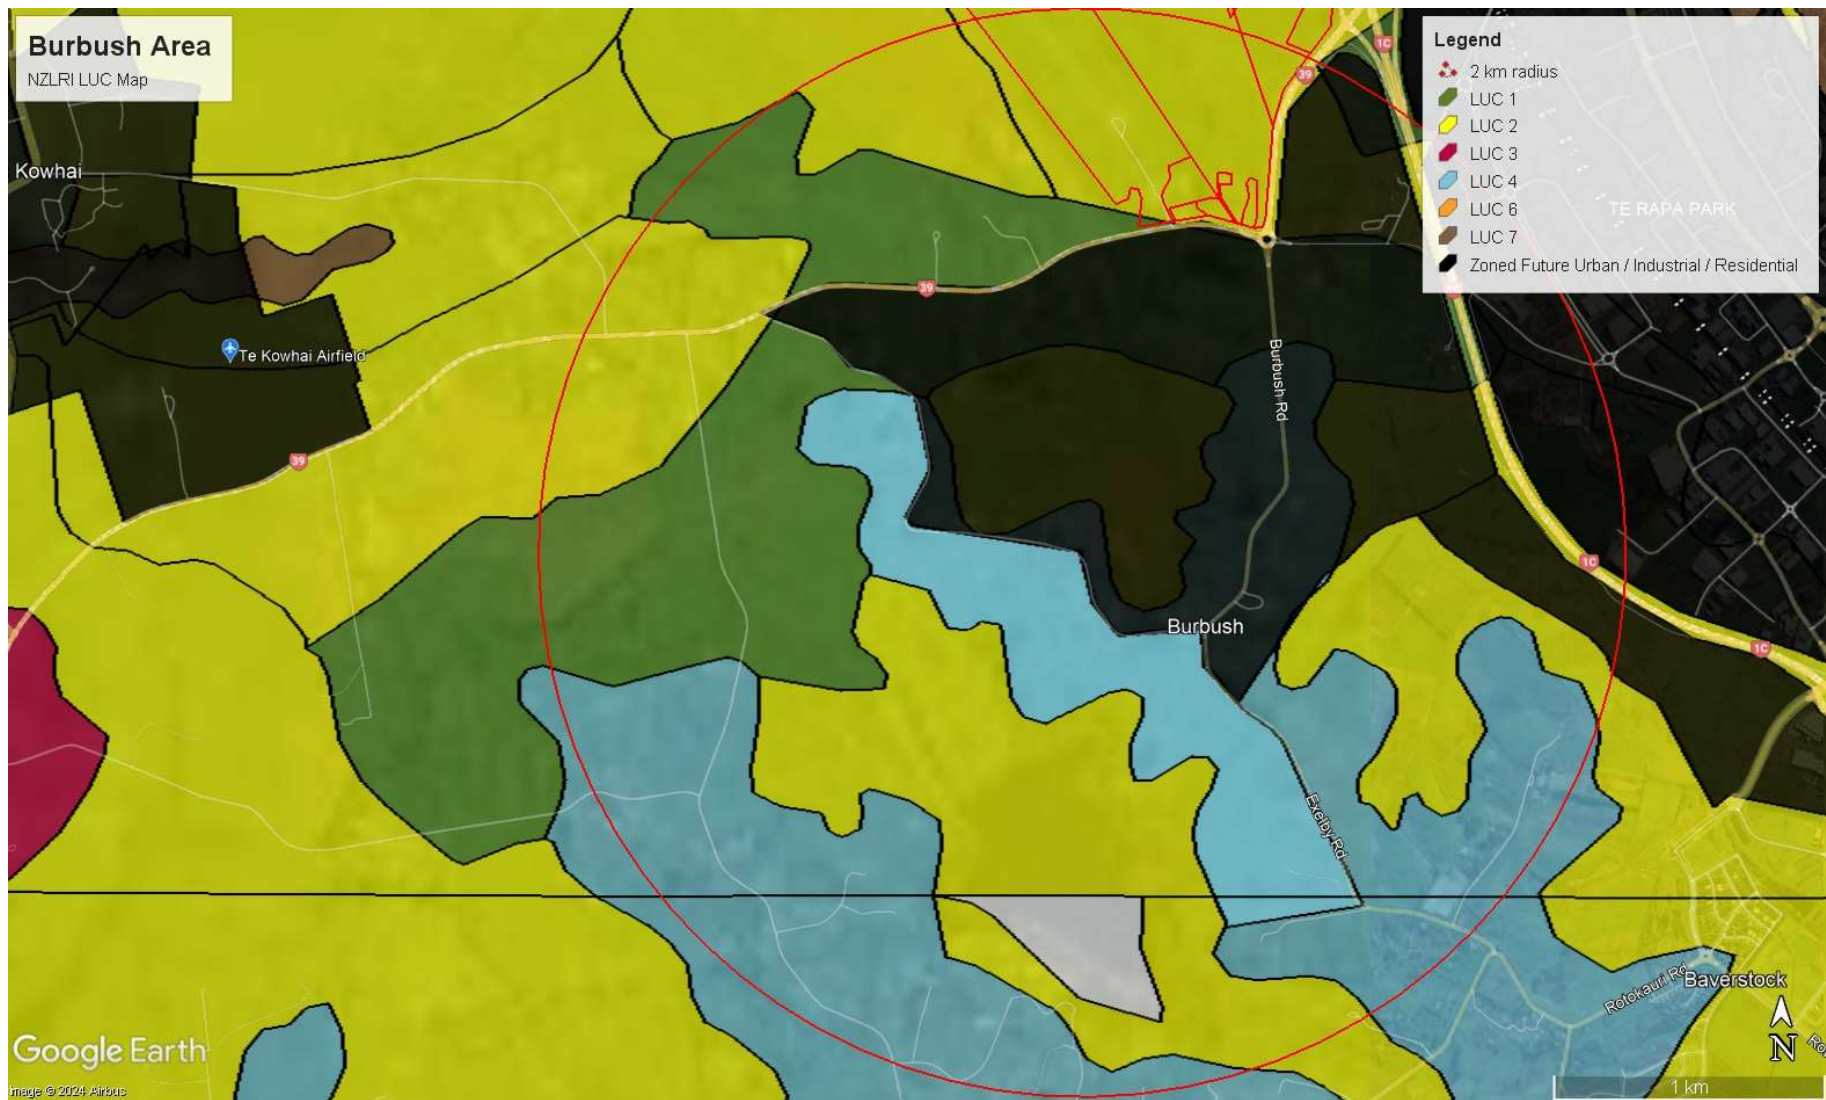 Burbush Area
NZLRI LUC Map
Legend
2 km radius
LUC 1
LUC 2
LUC 3
LUC 4
LUC 6
LUC 7
Zoned Future Urban / Industrial / Residential
1C
39
Kowhai
TE RAPA PARK
39
Te Kowhai Airfield
Burbush Rd
39
1C
Burbush
1C
Exelby Rd
Rotokauri Rd
Baverstock
N
Google Earth
Image © 2024 Airbus
1 km